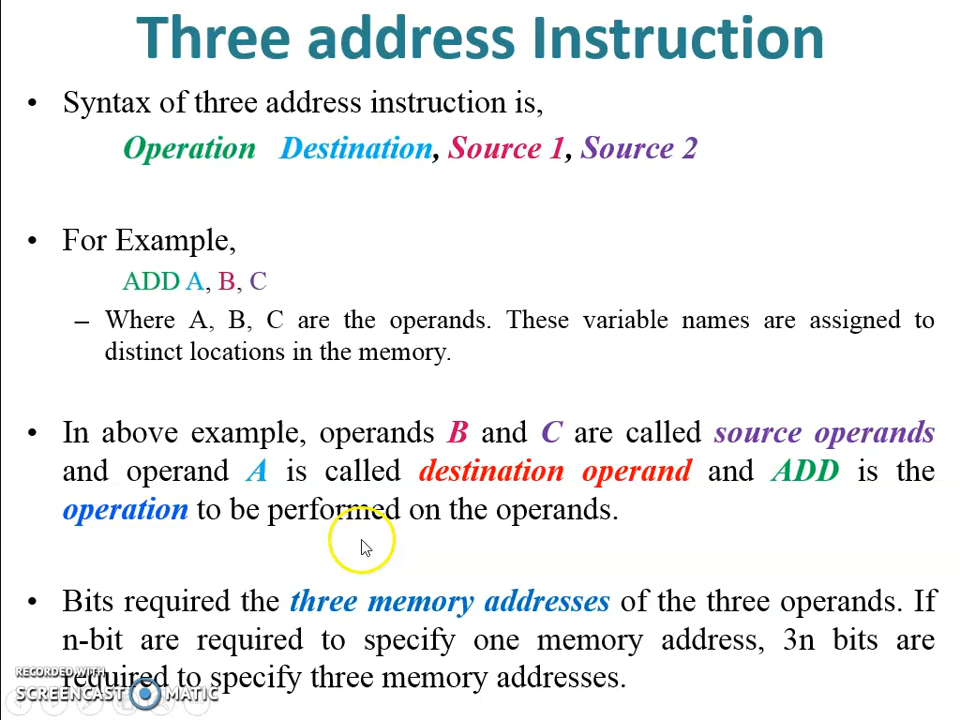 Three address Instruction
• Syntax of three address instruction is,
Operation Destination, Source 1, Source 2
• For Example,
ADD A, B, C
– Where A, B, C are the operands. These variable names are assigned to
distinct locations in the memory.
• In above example, operands B and C are called source operands
and operand A is called destination operand and ADD is the
operation to be performed on the operands.
• Bits required the three memory addresses of the three operands. If
n-bit are required to specify one memory address, 3n bits are
required to specify three memory addresses.
RECORDED WITH
SCREENCAST MATIC